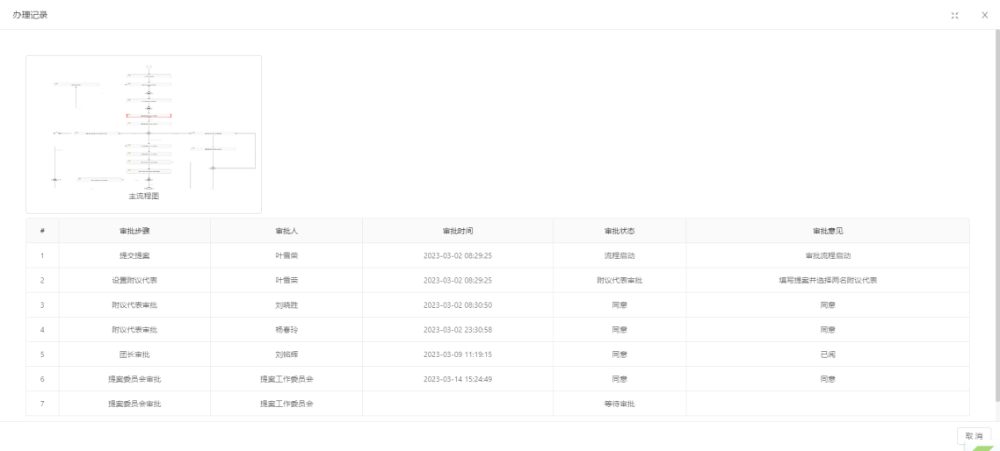 办理记录
主流程图
# 审批步骤 审批人 审批时间 审批状态 审批意见
1 提交提案 叶雪荣 2023-03-02 08:29:25 流程启动 审批流程启动
2 设置附议代表 叶雪荣 2023-03-02 08:29:25 附议代表审批 填写提案并选择两名附议代表
3 附议代表审批 刘晓胜 2023-03-02 08:30:50 同意 同意
4 附议代表审批 杨春玲 2023-03-02 23:30:58 同意 同意
5 团长审批 刘铭辉 2023-03-09 11:19:15 同意 已阅
6 提案委员会审批 提案工作委员会 2023-03-14 15:24:49 同意 同意
7 提案委员会审批 提案工作委员会 等待审批
取 消